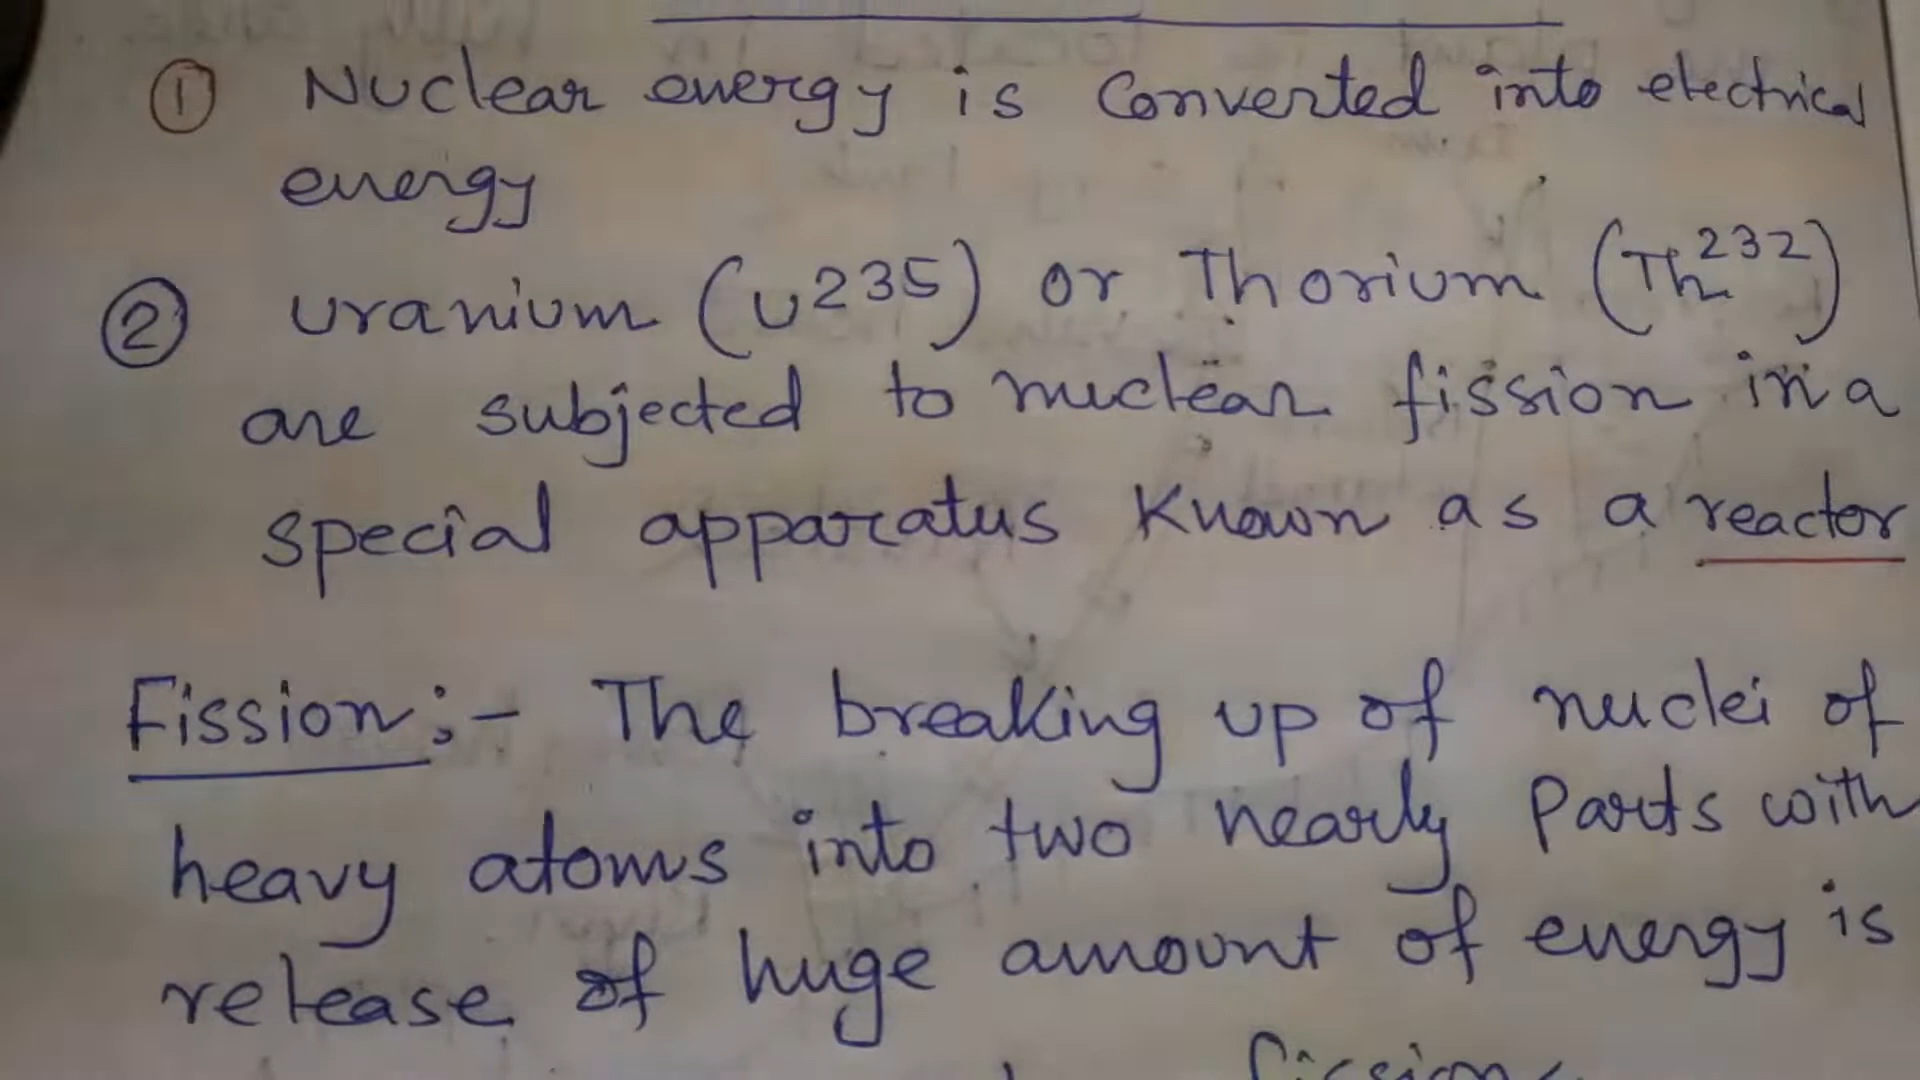 ① Nuclear energy is Converted into electrical
energy
② Uranium (U235) or Thorium (Th²³²)
are subjected to nuclear fission in a
special apparatus known as a reactor
Fission:- The breaking up of nuclei of
heavy atoms into two nearly Parts with
release of huge amount of energy is